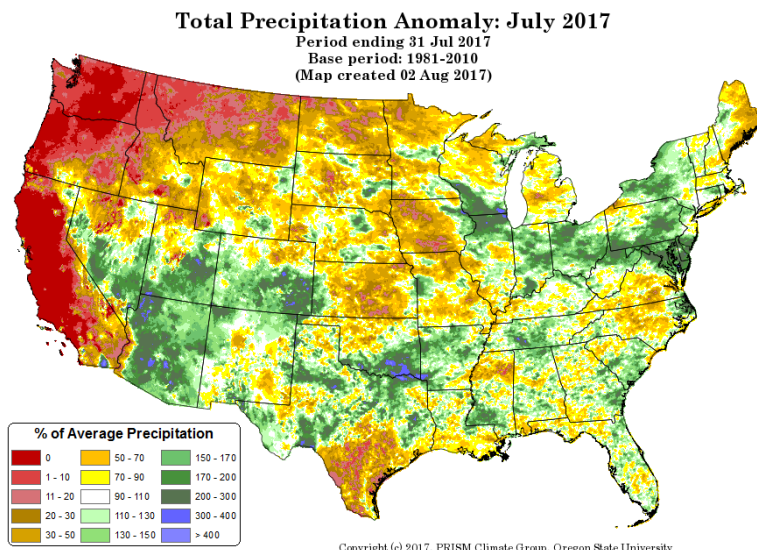 Total Precipitation Anomaly: July 2017
Period ending 31 Jul 2017
Base period: 1981-2010
(Map created 02 Aug 2017)
% of Average Precipitation
0 50 - 70 150 - 170
1 - 10 70 - 90 170 - 200
11 - 20 90 - 110 200 - 300
20 - 30 110 - 130 300 - 400
30 - 50 130 - 150 > 400
Copyright (c) 2017, PRISM Climate Group, Oregon State University